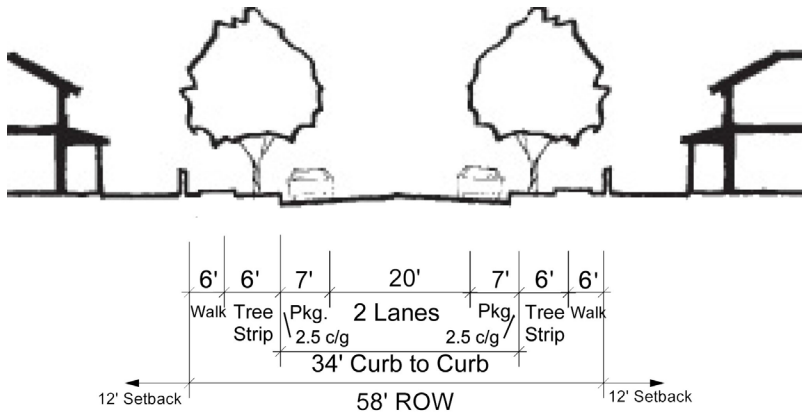 6' 6' 7' 20' 7' 6' 6'
Walk Tree Strip Pkg. 2 Lanes Pkg. Tree Strip Walk
2.5 c/g 2.5 c/g
34' Curb to Curb
12' Setback 58' ROW 12' Setback